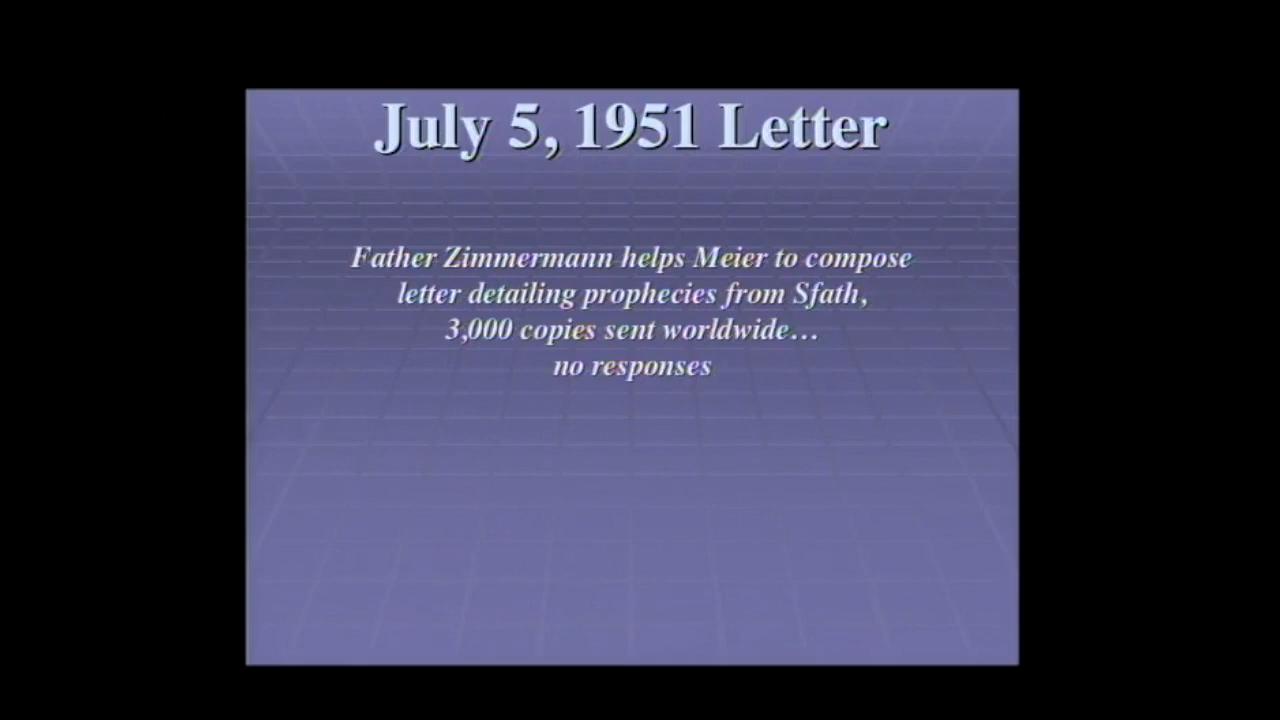 July 5, 1951 Letter
Father Zimmermann helps Meier to compose
letter detailing prophecies from Sfath,
3,000 copies sent worldwide…
no responses